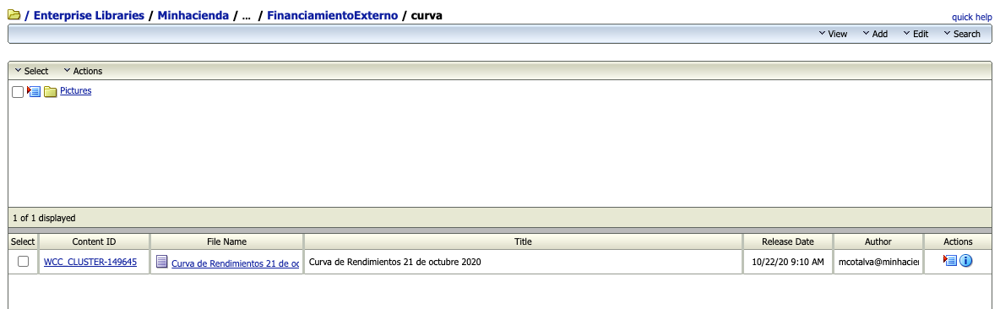 / Enterprise Libraries / Minhacienda / ... / FinanciamientoExterno / curva
quick help
View Add Edit Search
Select Actions
Pictures
1 of 1 displayed
Select Content ID File Name Title Release Date Author Actions
WCC_CLUSTER-149645 Curva de Rendimientos 21 de oc Curva de Rendimientos 21 de octubre 2020 10/22/20 9:10 AM mcotalva@minhacie